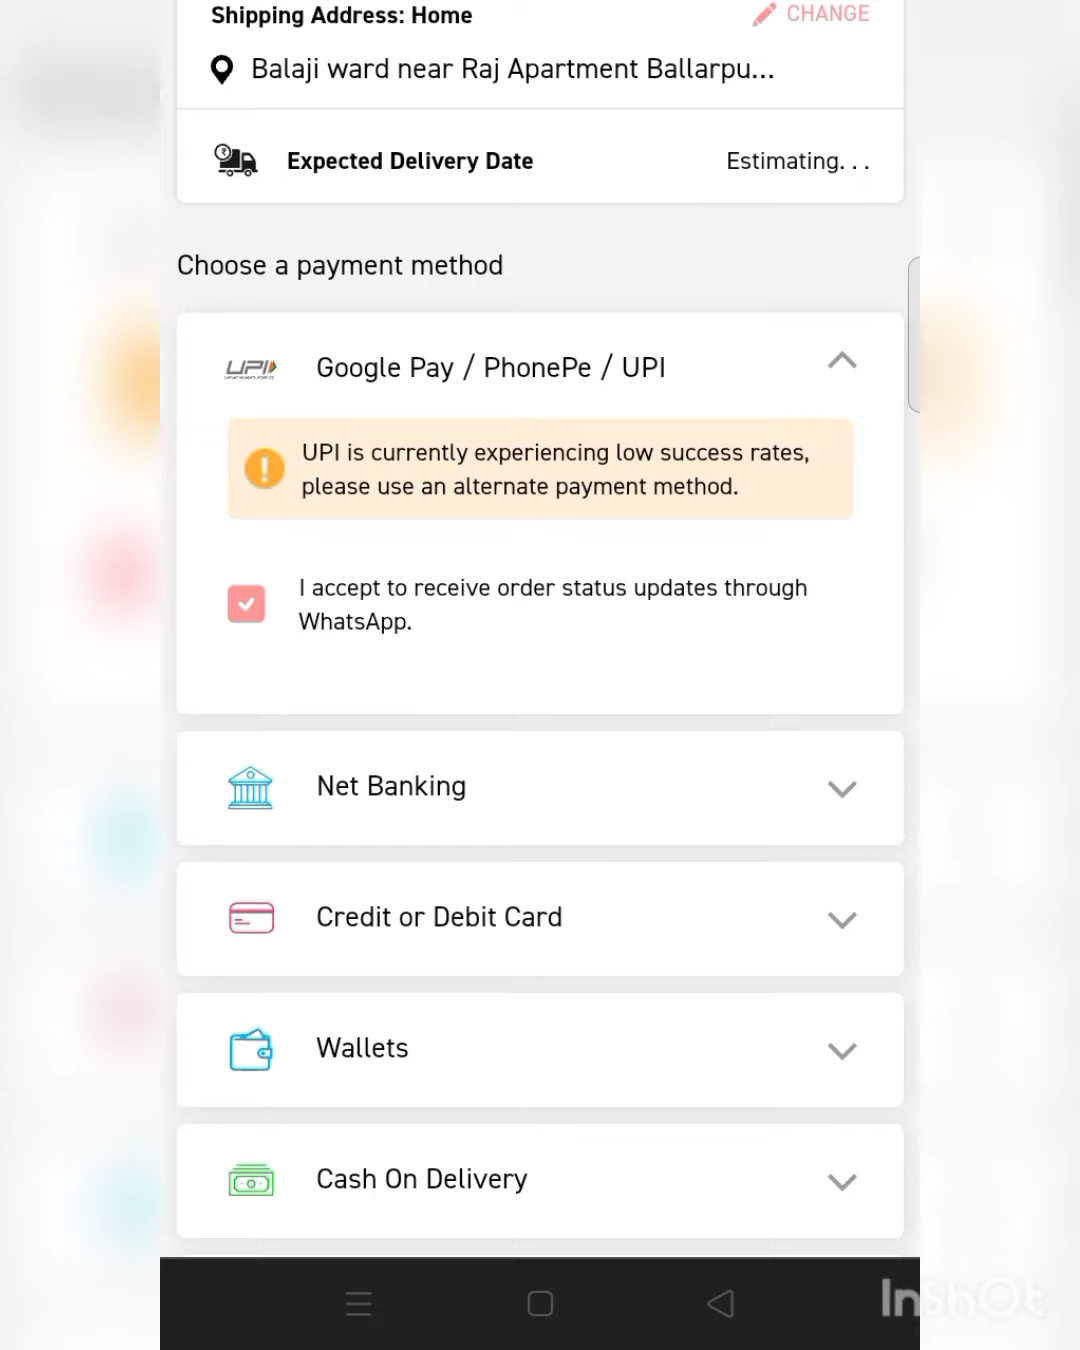 Shipping Address: Home
CHANGE
Balaji ward near Raj Apartment Ballarpu...
Expected Delivery Date
Estimating. . .
Choose a payment method
UPI
Google Pay / PhonePe / UPI
UPI is currently experiencing low success rates,
please use an alternate payment method.
I accept to receive order status updates through
WhatsApp.
Net Banking
Credit or Debit Card
Wallets
Cash On Delivery
InShOt